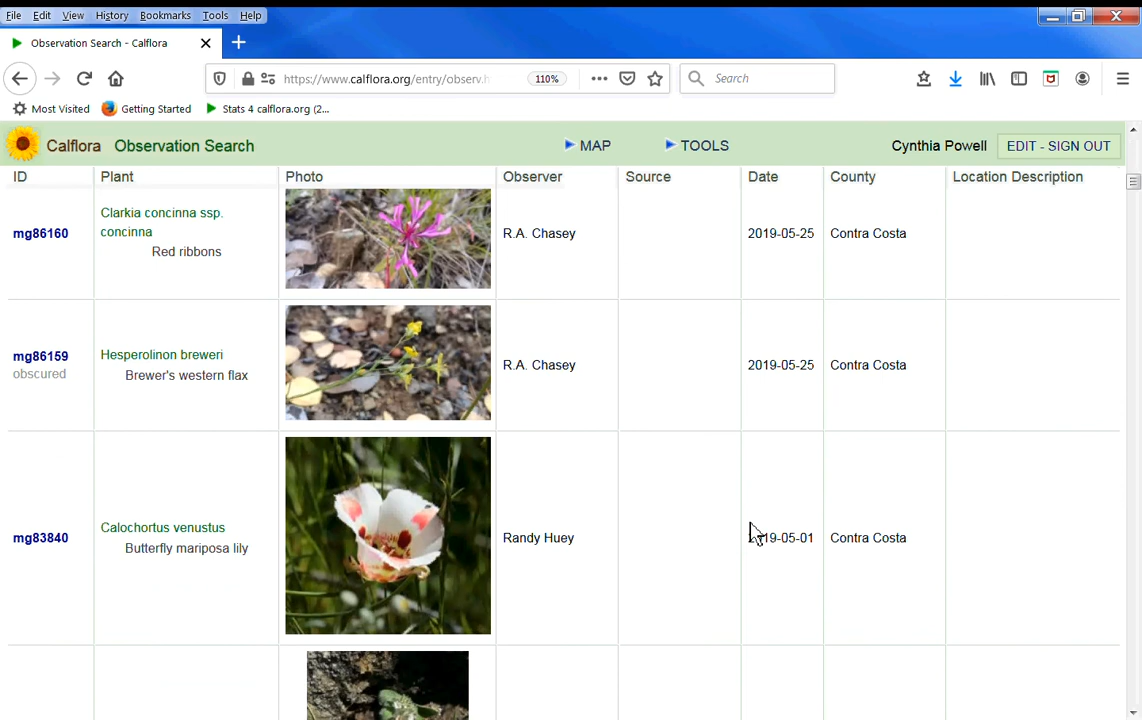 File Edit View History Bookmarks Tools Help
Observation Search - Calflora
https://www.calflora.org/entry/observ.h 110% Search
Most Visited Getting Started Stats 4 calflora.org (2...
Calflora Observation Search MAP TOOLS Cynthia Powell EDIT - SIGN OUT
ID Plant Photo Observer Source Date County Location Description
Clarkia concinna ssp.
concinna
mg86160 R.A. Chasey 2019-05-25 Contra Costa
Red ribbons
mg86159 Hesperolinon breweri
R.A. Chasey 2019-05-25 Contra Costa
obscured Brewer's western flax
Calochortus venustus
mg83840 Randy Huey 19-05-01 Contra Costa
Butterfly mariposa lily